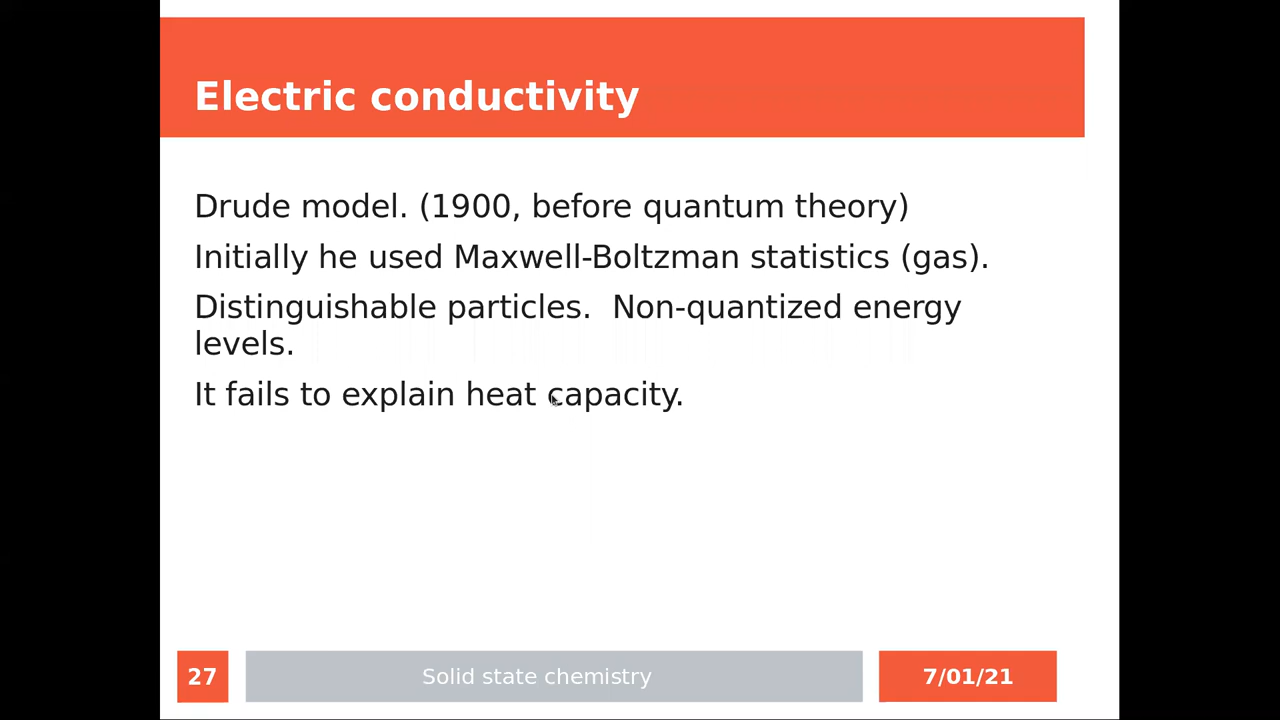 Electric conductivity
Drude model. (1900, before quantum theory)
Initially he used Maxwell-Boltzman statistics (gas).
Distinguishable particles.  Non-quantized energy
levels.
It fails to explain heat capacity.
27
Solid state chemistry
7/01/21